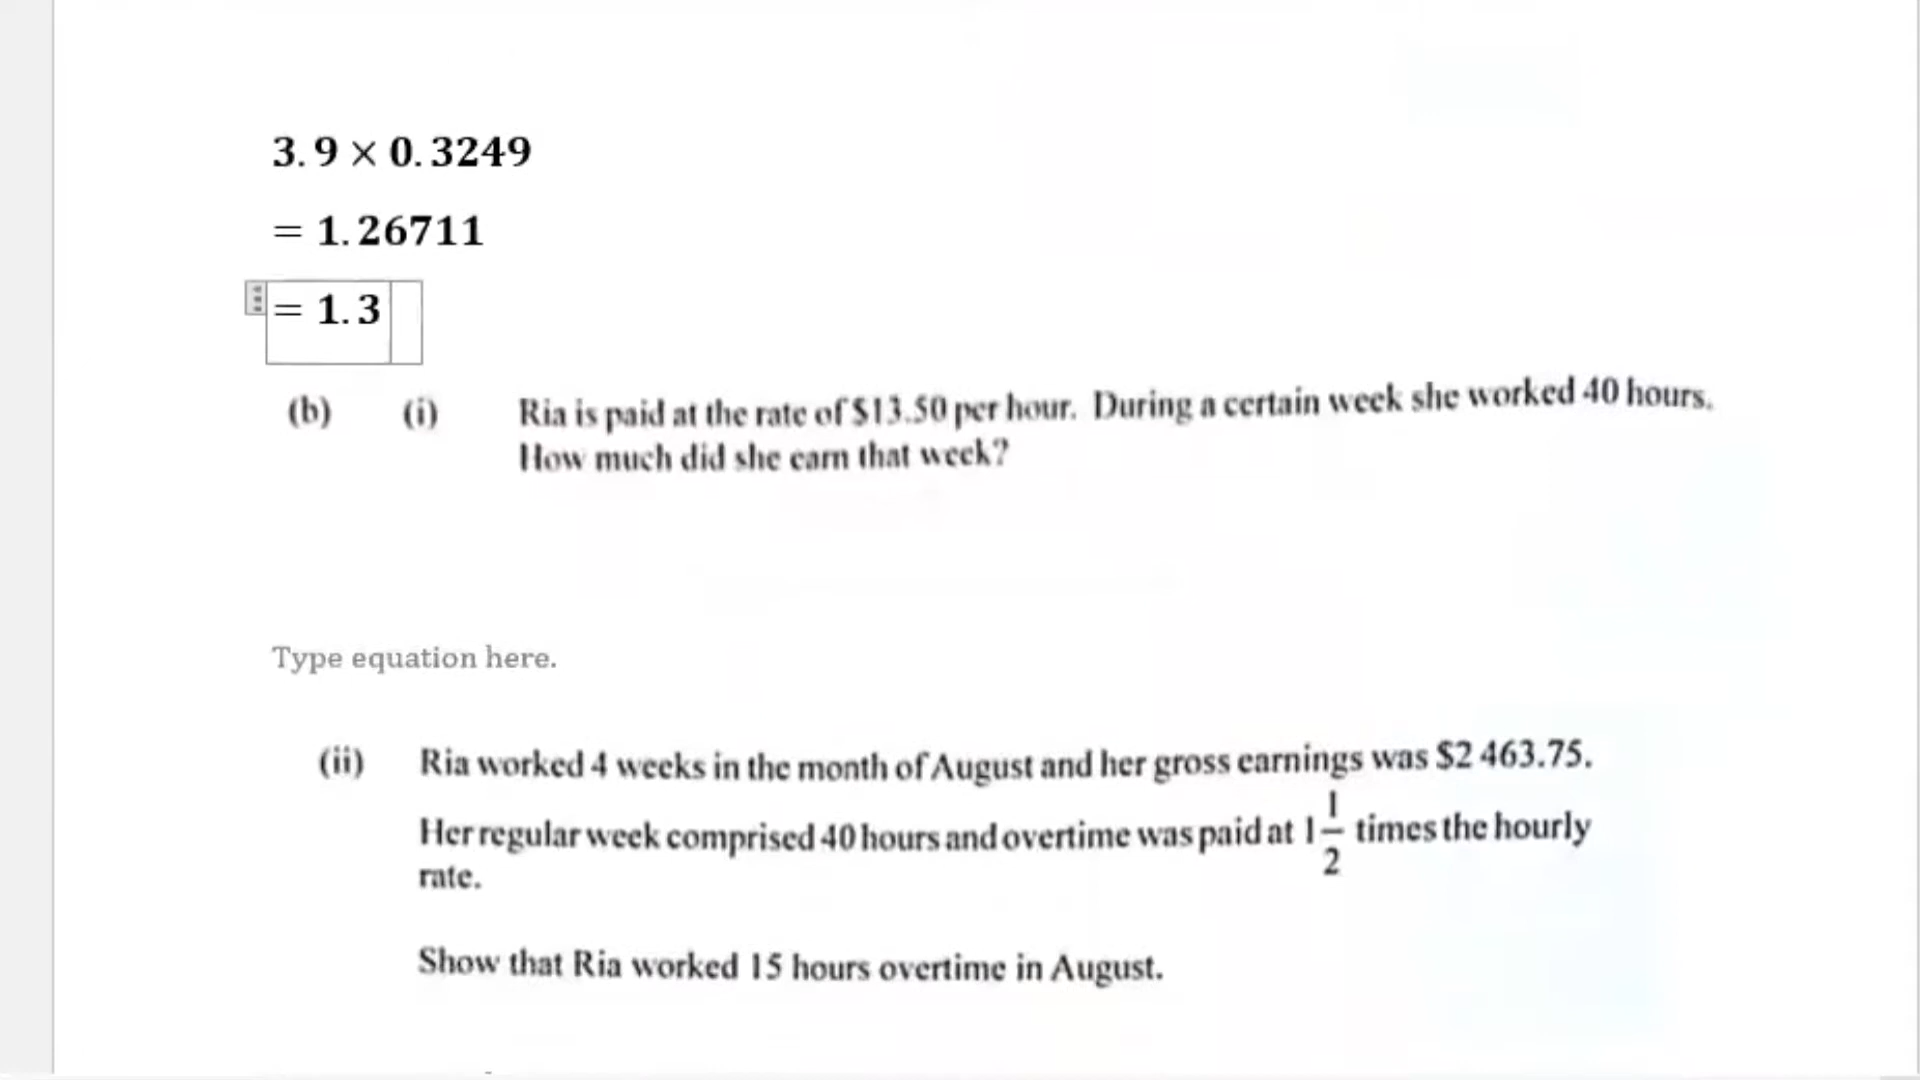 3.9 × 0.3249
= 1.26711
= 1.3
(b) (i) Ria is paid at the rate of $13.50 per hour. During a certain week she worked 40 hours.
How much did she earn that week?
Type equation here.
(ii) Ria worked 4 weeks in the month of August and her gross earnings was $2 463.75.
Her regular week comprised 40 hours and overtime was paid at 1 1/2 times the hourly
rate.
Show that Ria worked 15 hours overtime in August.